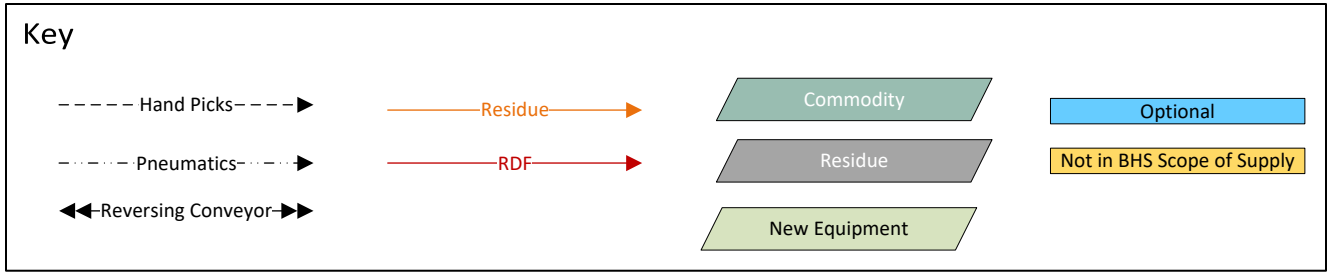 Key
Hand Picks
Residue
Commodity
Optional
Pneumatics
RDF
Residue
Not in BHS Scope of Supply
Reversing Conveyor
New Equipment